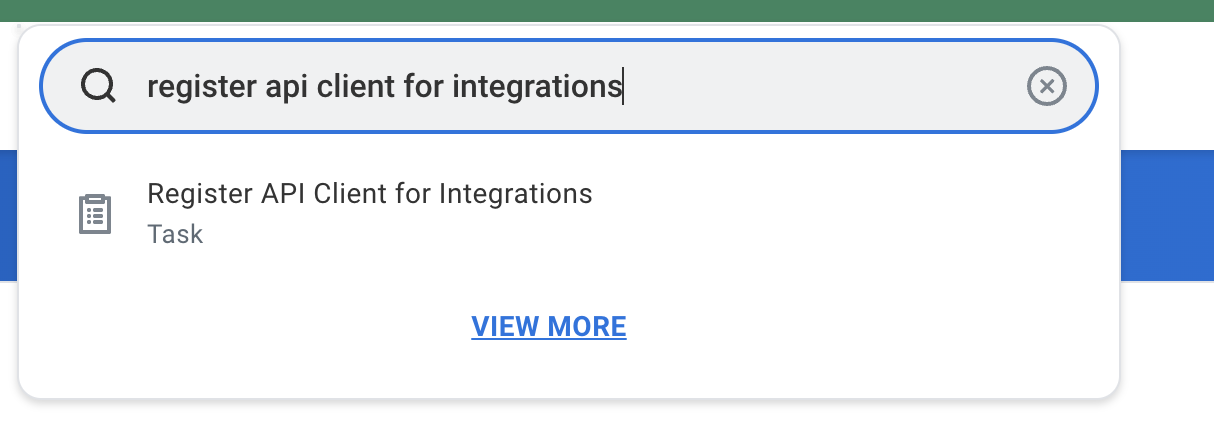 register api client for integrations
Register API Client for Integrations
Task
VIEW MORE